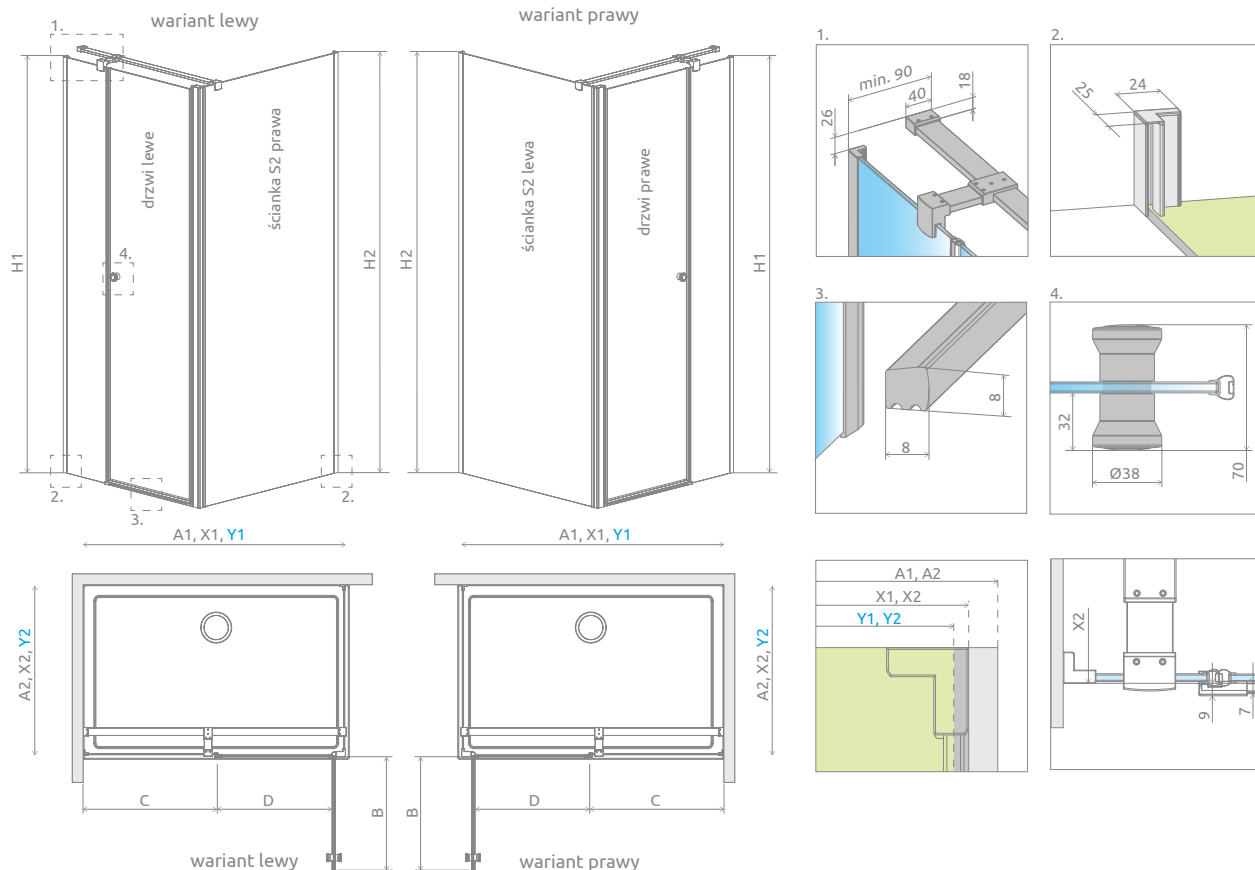 wariant lewy
1.
drzwi lewe
ścianka S2 prawa
4.
H1
H2
2.
3.
2.
wariant prawy
ścianka S2 lewa
drzwi prawe
H2
H1
A1, X1, Y1
A2, X2, Y2
C
D
B
wariant lewy
A1, X1, Y1
A2, X2, Y2
B
D
C
wariant prawy
1.
min. 90
40
18
26
2.
24
25
3.
8
8
4.
32
Ø38
70
A1, A2
X1, X2
Y1, Y2
X2
9
7